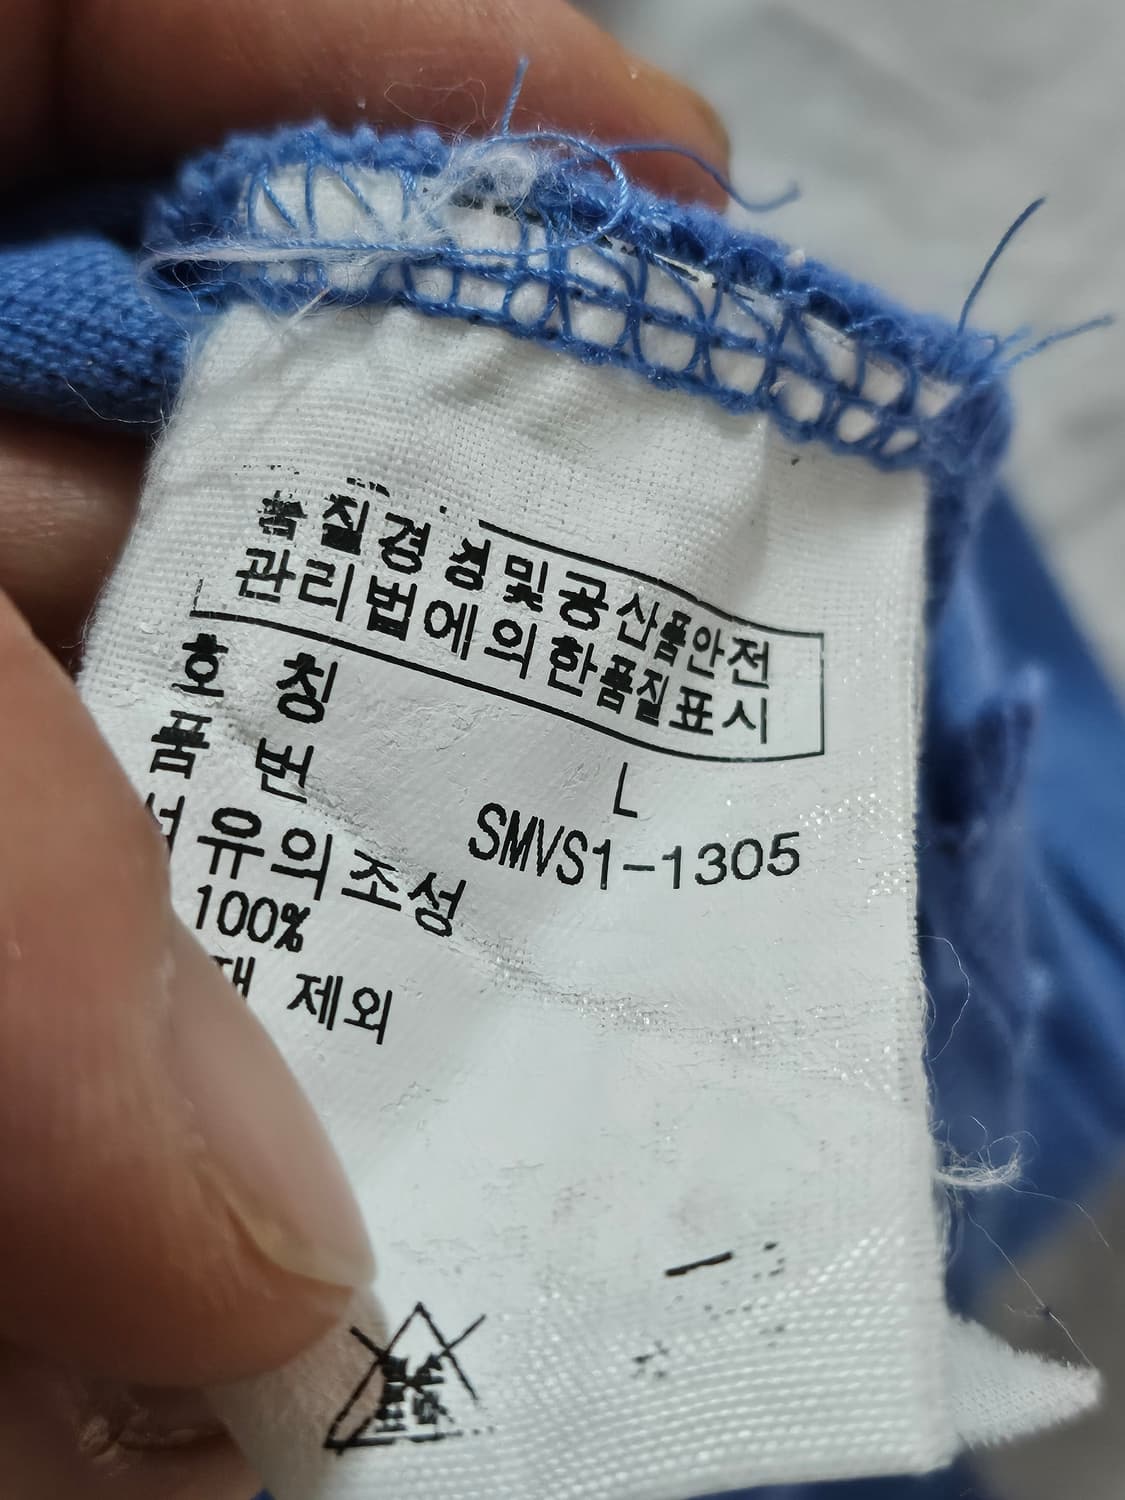 품질경영및공산품안전
관리법에의한품질표시
호 칭 L
품 번 SMVS1-1305
섬유의조성
100%
제외